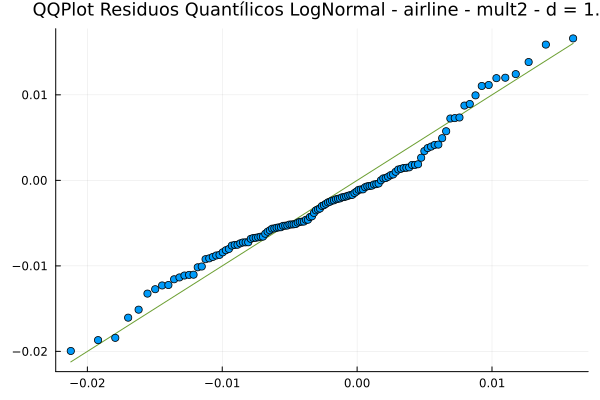 QQPlot Resíduos Quantílicos LogNormal - airline - mult2 - d = 1.
0.01
0.00
−0.01
−0.02
−0.02 −0.01 0.00 0.01